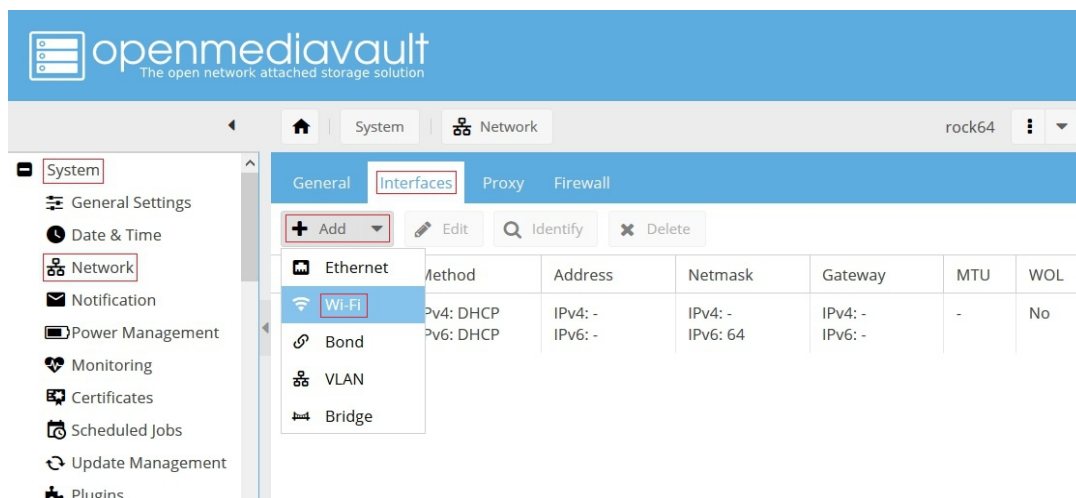 openmediavault
The open network attached storage solution
System
Network
rock64
System
General Settings
Date & Time
Network
Notification
Power Management
Monitoring
Certificates
Scheduled Jobs
Update Management
Plugins
General Interfaces Proxy Firewall
Add Edit Identify Delete
Ethernet
Wi-Fi
Bond
VLAN
Bridge
Method Address Netmask Gateway MTU WOL
IPv4: DHCP IPv4: - IPv4: - IPv4: - - No
IPv6: DHCP IPv6: - IPv6: 64 IPv6: -